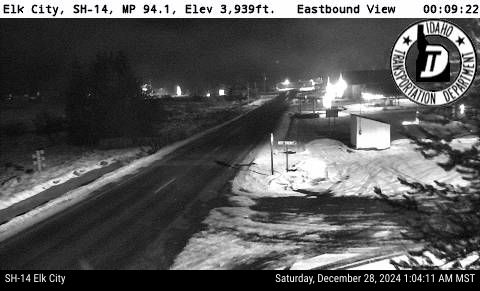 Elk City, SH-14, MP 94.1, Elev 3,939ft. Eastbound View 00:09:22
IDAHO
TRANSPORTATION DEPARTMENT
SH-14 Elk City Saturday, December 28, 2024 1:04:11 AM MST